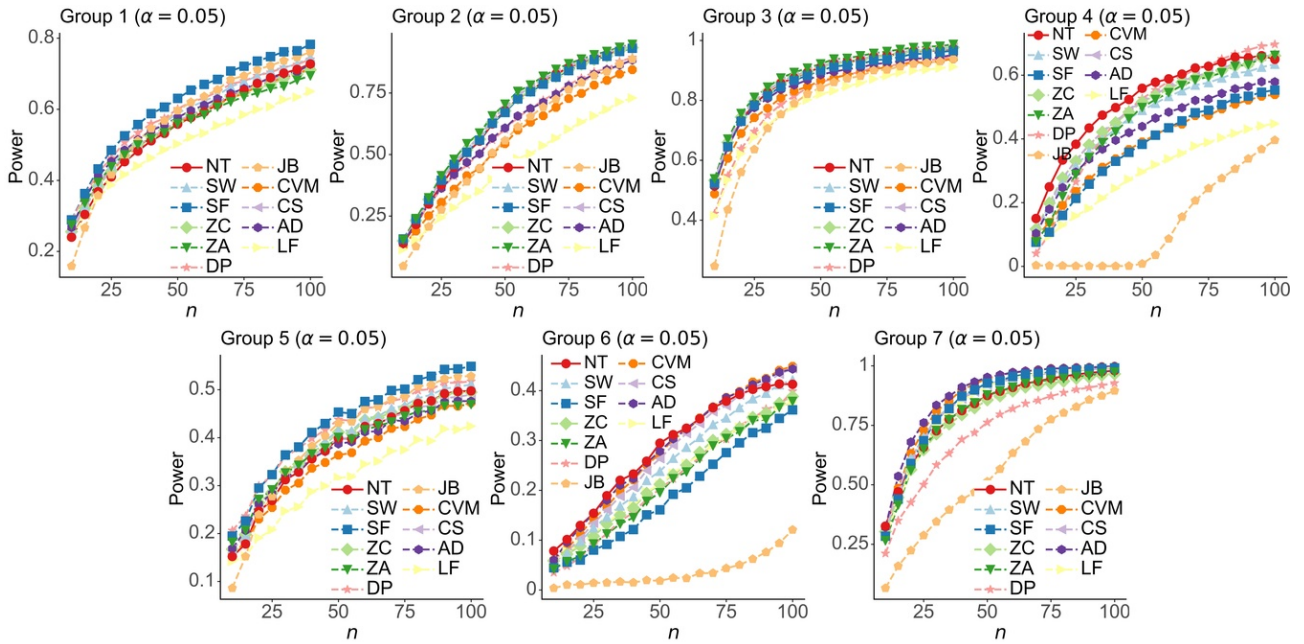 Group 1 (α = 0.05)
Power
0.8
0.6
0.4
0.2
NT JB
SW CVM
SF CS
ZC AD
ZA LF
DP
25 50 75 100
n
Group 2 (α = 0.05)
Power
0.75
0.50
0.25
NT JB
SW CVM
SF CS
ZC AD
ZA LF
DP
25 50 75 100
n
Group 3 (α = 0.05)
Power
1
0.8
0.6
0.4
NT JB
SW CVM
SF CS
ZC AD
ZA LF
DP
25 50 75 100
n
Group 4 (α = 0.05)
Power
0.6
0.4
0.2
0
NT CVM
SW CS
SF AD
ZC LF
ZA
DP
JB
25 50 75 100
n
Group 5 (α = 0.05)
Power
0.5
0.4
0.3
0.2
0.1
NT JB
SW CVM
SF CS
ZC AD
ZA LF
DP
25 50 75 100
n
Group 6 (α = 0.05)
Power
0.4
0.3
0.2
0.1
0
NT CVM
SW CS
SF AD
ZC LF
ZA
DP
JB
25 50 75 100
n
Group 7 (α = 0.05)
Power
1
0.75
0.50
0.25
NT JB
SW CVM
SF CS
ZC AD
ZA LF
DP
25 50 75 100
n